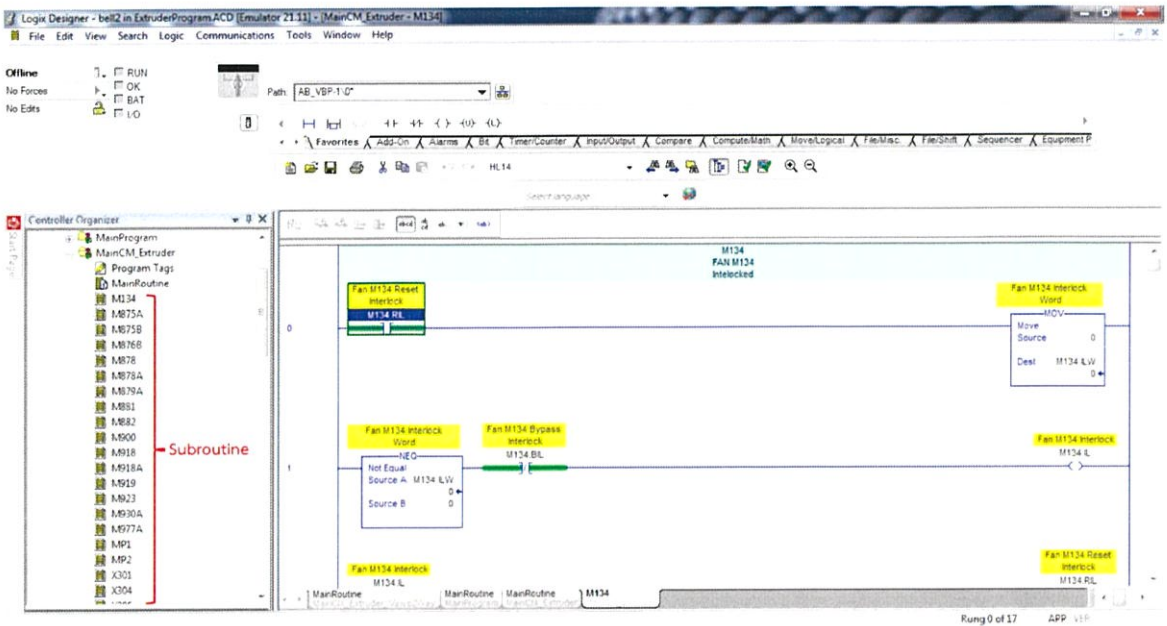 Logix Designer - bell2 in ExtruderProgram.ACD [Emulator 21.11] - [MainCM_Extruder - M134]
File Edit View Search Logic Communications Tools Window Help
Offline
RUN
No Forces
OK
BAT
No Edits
I/O
Path: AB_VBP-1\0*
Favorites Add-On Alarms Bit Timer/Counter Input/Output Compare Compute/Math Move/Logical File/Misc. File/Shift Sequencer Equipment P
HL14
Select language
Start Page
Controller Organizer
MainProgram
MainCM_Extruder
Program Tags
MainRoutine
M134
M875A
M875B
M876B
M878
M878A
M879A
M881
M882
M900
M918
M918A
M919
M923
M930A
M977A
MP1
MP2
X301
X304
Subroutine
M134
FAN M134
Intelocked
Fan M134 Reset
Interlock
M134.RIL
0
Fan M134 Interlock
Word
MOV
Move
Source 0
Dest M134.ILW
0
Fan M134 Interlock
Word
NEQ
Not Equal
Source A M134.ILW
0
Source B 0
Fan M134 Bypass
Interlock
M134.BIL
1
Fan M134 Interlock
M134.IL
Fan M134 Interlock
M134.IL
Fan M134 Reset
Interlock
M134.RIL
MainRoutine
MainRoutine
MainRoutine
M134
Rung 0 of 17 APP VER